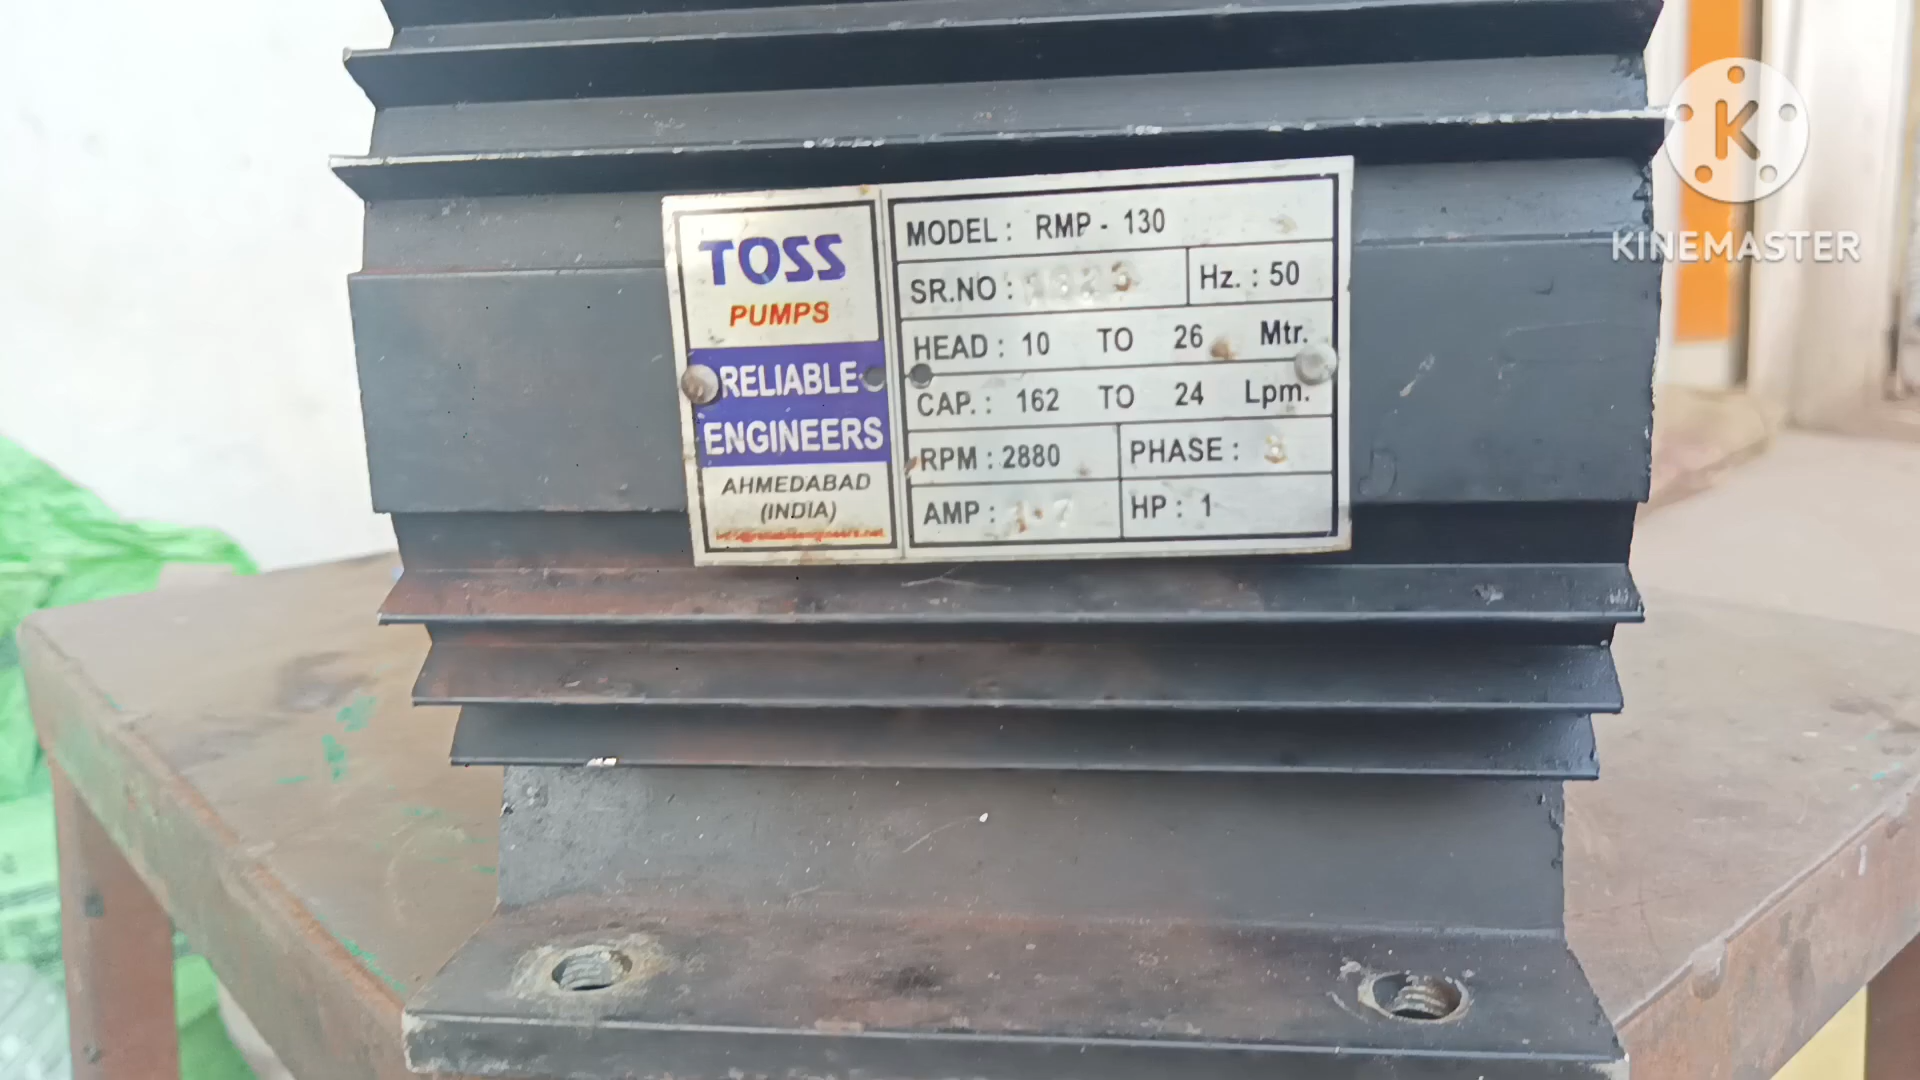 TOSS
PUMPS
RELIABLE
ENGINEERS
AHMEDABAD
(INDIA)
MODEL : RMP - 130
SR.NO :
Hz. : 50
HEAD : 10 TO 26 Mtr.
CAP. : 162 TO 24 Lpm.
RPM : 2880
PHASE :
AMP :
HP : 1
K
KINEMASTER